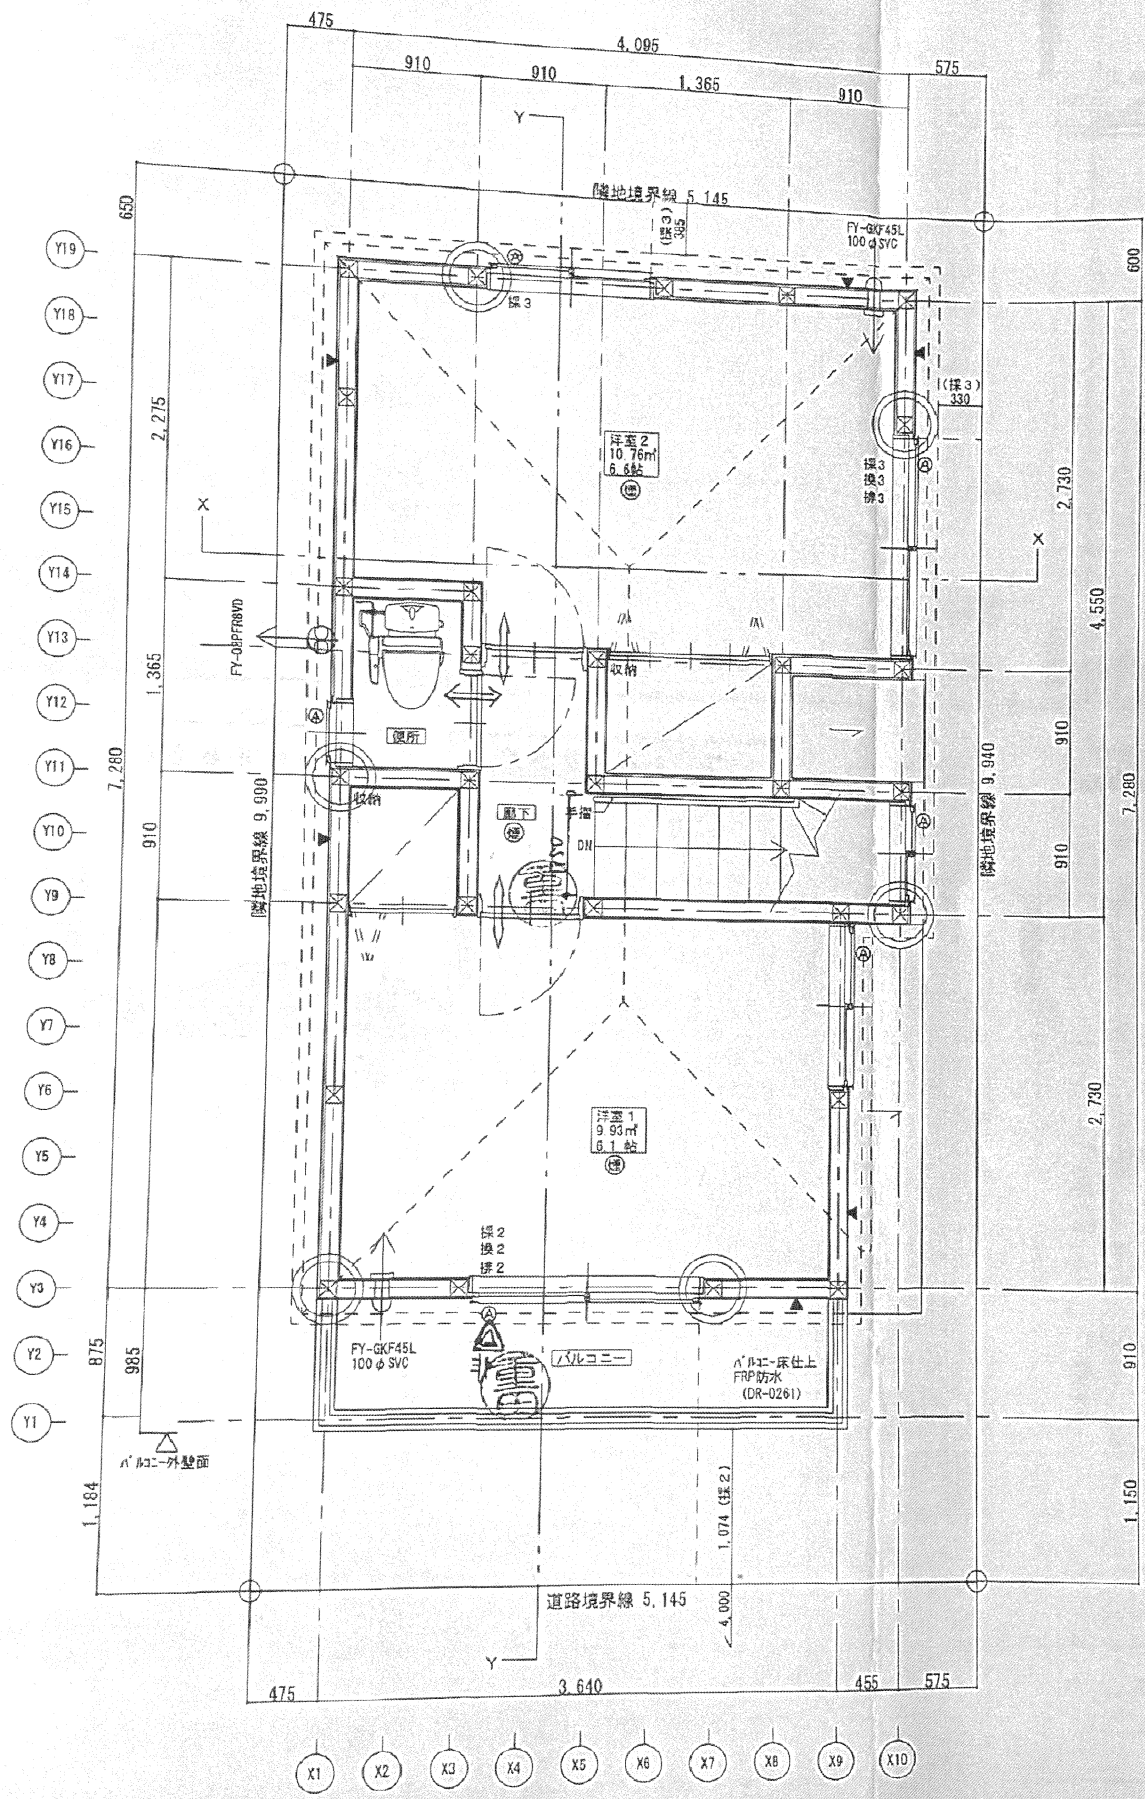 475
4,095
575
910
910
1,365
910
Y
隣地境界線 5,145
(採3)
385
FY-GKF45L
100φSVC
650
600
Y19
Y18
Y17
Y16
Y15
Y14
Y13
Y12
Y11
Y10
Y9
Y8
Y7
Y6
Y5
Y4
Y3
Y2
Y1
A
採3
(採3)
330
2,275
洋室2
10.76㎡
6.6帖
煙
採3
換3
排3
A
X
X
2,730
4,550
FY-08PFR8VD
1,365
収納
A
便所
910
7,280
隣地境界線 9,990
収納
廊下
煙
手摺
DN
A
隣地境界線 9,940
910
7,280
910
910
A
洋室1
9.93㎡
6.1帖
煙
2,730
採2
換2
排2
A
875
985
FY-GKF45L
100φSVC
バルコニー
バルコニー床仕上
FRP防水
(DR-0261)
910
バルコニー外壁面
1,184
1,074 (採2)
1,150
4,000
道路境界線 5,145
Y
475
3,640
455
575
X1
X2
X3
X4
X5
X6
X7
X8
X9
X10